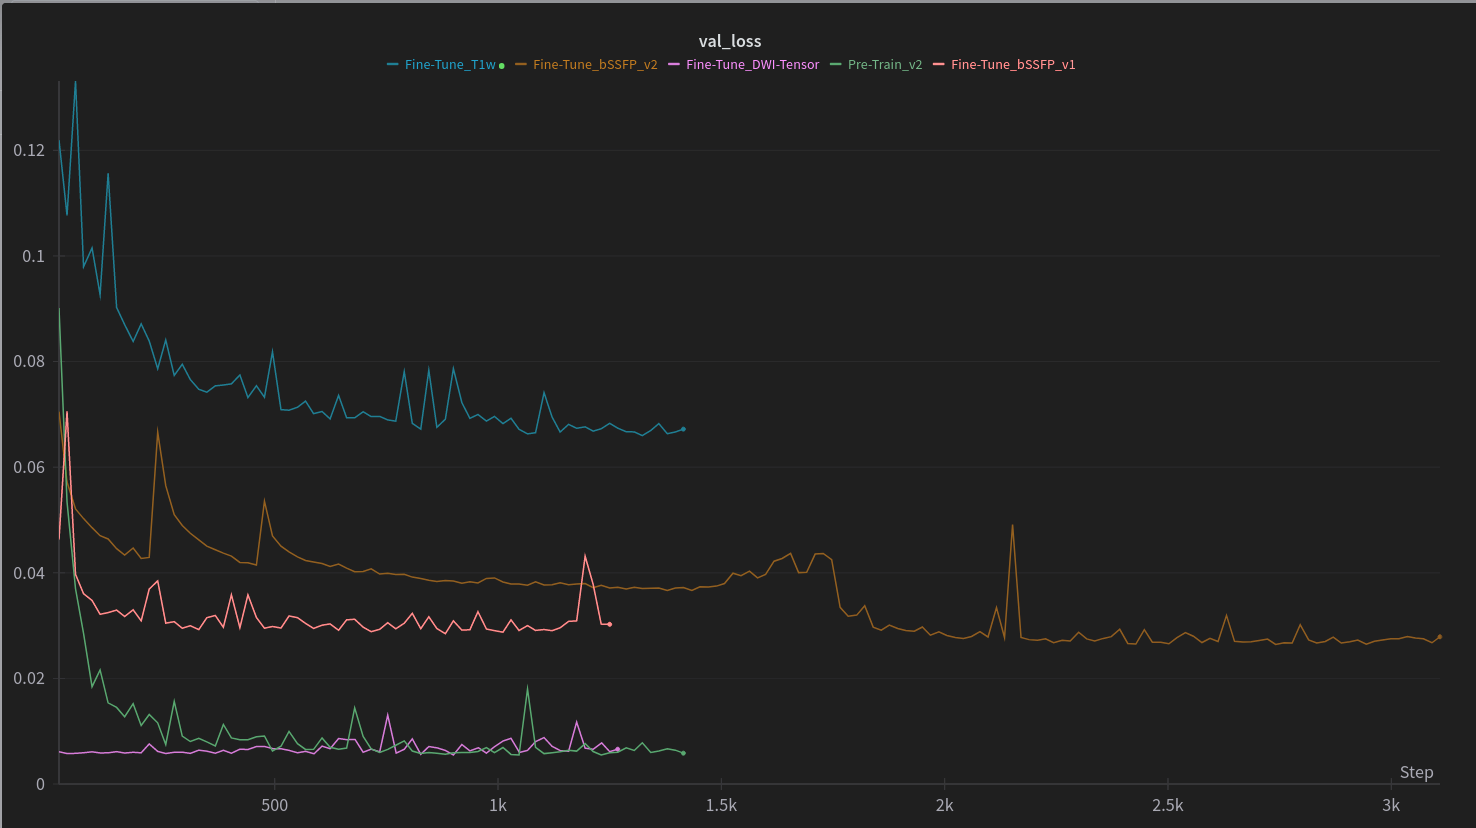 val_loss
Fine-Tune_T1w Fine-Tune_bSSFP_v2 Fine-Tune_DWI-Tensor Pre-Train_v2 Fine-Tune_bSSFP_v1
0.12
0.1
0.08
0.06
0.04
0.02
0
Step
500 1k 1.5k 2k 2.5k 3k